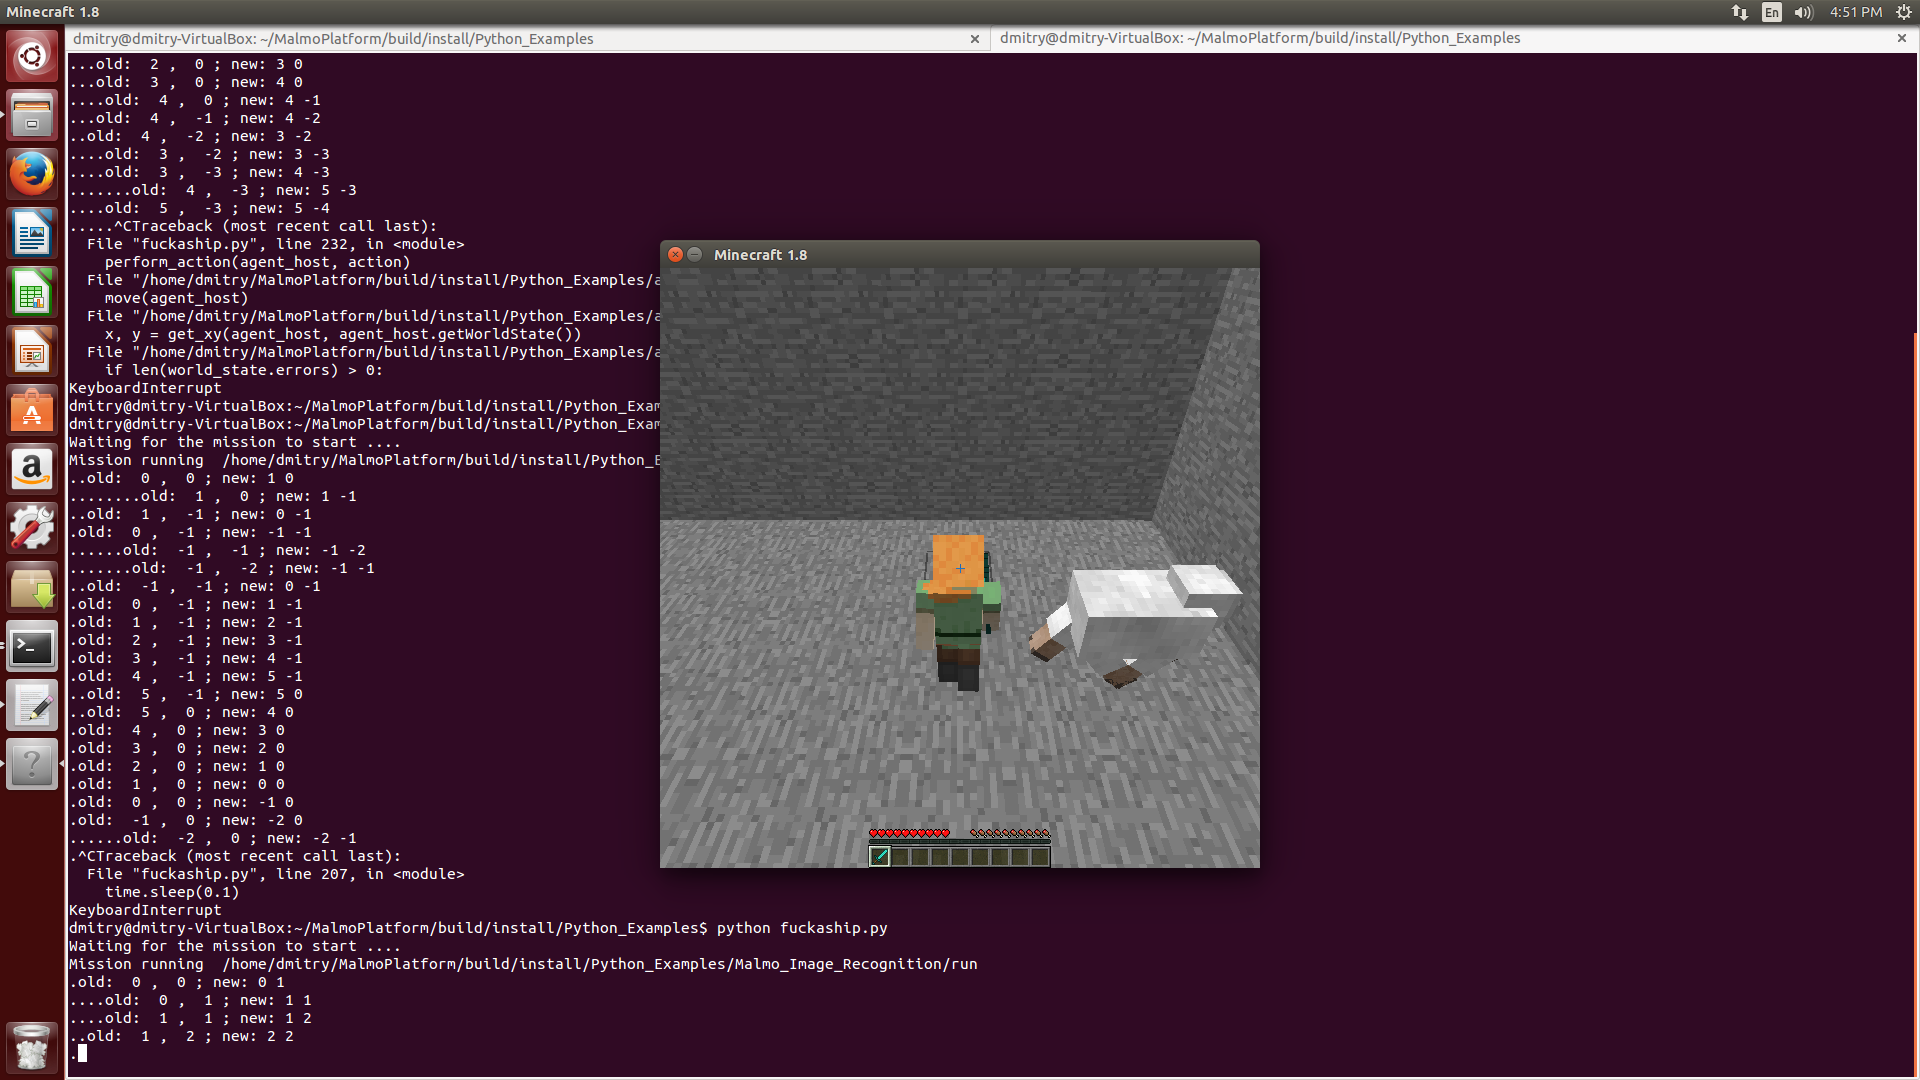 Minecraft 1.8
En
4:51 PM
dmitry@dmitry-VirtualBox: ~/MalmoPlatform/build/install/Python_Examples
dmitry@dmitry-VirtualBox: ~/MalmoPlatform/build/install/Python_Examples
...old:  2 ,  0 ; new: 3 0
...old:  3 ,  0 ; new: 4 0
....old:  4 ,  0 ; new: 4 -1
...old:  4 ,  -1 ; new: 4 -2
..old:  4 ,  -2 ; new: 3 -2
....old:  3 ,  -2 ; new: 3 -3
....old:  3 ,  -3 ; new: 4 -3
.......old:  4 ,  -3 ; new: 5 -3
....old:  5 ,  -3 ; new: 5 -4
.....^CTraceback (most recent call last):
  File "fuckaship.py", line 232, in <module>
    perform_action(agent_host, action)
  File "/home/dmitry/MalmoPlatform/build/install/Python_Examples/a
    move(agent_host)
  File "/home/dmitry/MalmoPlatform/build/install/Python_Examples/a
    x, y = get_xy(agent_host, agent_host.getWorldState())
  File "/home/dmitry/MalmoPlatform/build/install/Python_Examples/a
    if len(world_state.errors) > 0:
KeyboardInterrupt
dmitry@dmitry-VirtualBox:~/MalmoPlatform/build/install/Python_Exam
dmitry@dmitry-VirtualBox:~/MalmoPlatform/build/install/Python_Exam
Waiting for the mission to start ....
Mission running  /home/dmitry/MalmoPlatform/build/install/Python_E
..old:  0 ,  0 ; new: 1 0
........old:  1 ,  0 ; new: 1 -1
..old:  1 ,  -1 ; new: 0 -1
.old:  0 ,  -1 ; new: -1 -1
......old:  -1 ,  -1 ; new: -1 -2
.......old:  -1 ,  -2 ; new: -1 -1
..old:  -1 ,  -1 ; new: 0 -1
.old:  0 ,  -1 ; new: 1 -1
.old:  1 ,  -1 ; new: 2 -1
.old:  2 ,  -1 ; new: 3 -1
.old:  3 ,  -1 ; new: 4 -1
.old:  4 ,  -1 ; new: 5 -1
..old:  5 ,  -1 ; new: 5 0
..old:  5 ,  0 ; new: 4 0
.old:  4 ,  0 ; new: 3 0
.old:  3 ,  0 ; new: 2 0
.old:  2 ,  0 ; new: 1 0
.old:  1 ,  0 ; new: 0 0
.old:  0 ,  0 ; new: -1 0
.old:  -1 ,  0 ; new: -2 0
......old:  -2 ,  0 ; new: -2 -1
.^CTraceback (most recent call last):
  File "fuckaship.py", line 207, in <module>
    time.sleep(0.1)
KeyboardInterrupt
dmitry@dmitry-VirtualBox:~/MalmoPlatform/build/install/Python_Examples$ python fuckaship.py
Waiting for the mission to start ....
Mission running  /home/dmitry/MalmoPlatform/build/install/Python_Examples/Malmo_Image_Recognition/run
.old:  0 ,  0 ; new: 0 1
....old:  0 ,  1 ; new: 1 1
....old:  1 ,  1 ; new: 1 2
..old:  1 ,  2 ; new: 2 2
.
Minecraft 1.8